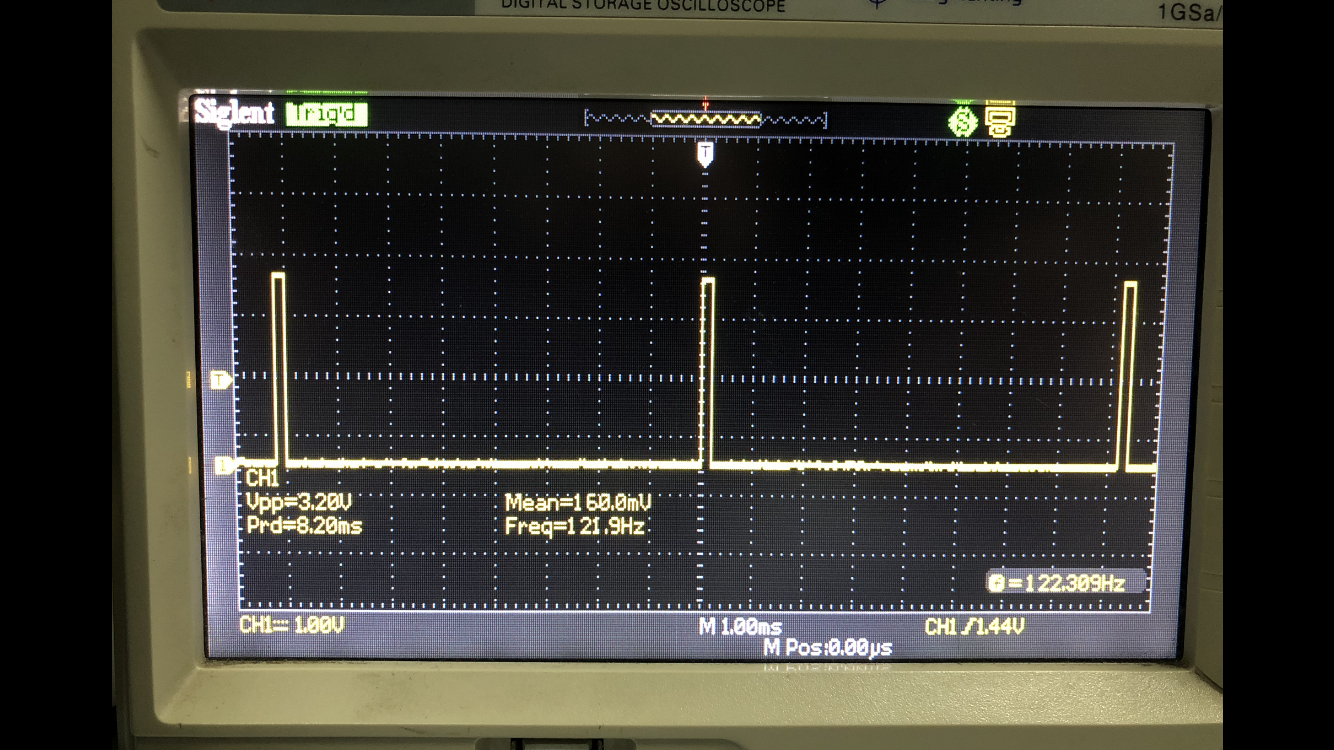 DIGITAL STORAGE OSCILLOSCOPE
1GSa/
Siglent Trig'd
T
T
1
CH1
Vpp=3.20V Mean=160.0mV
Prd=8.20ms Freq=121.9Hz
F=122.309Hz
CH1 1.00V M 1.00ms CH1 /1.44V
M Pos:0.00μs